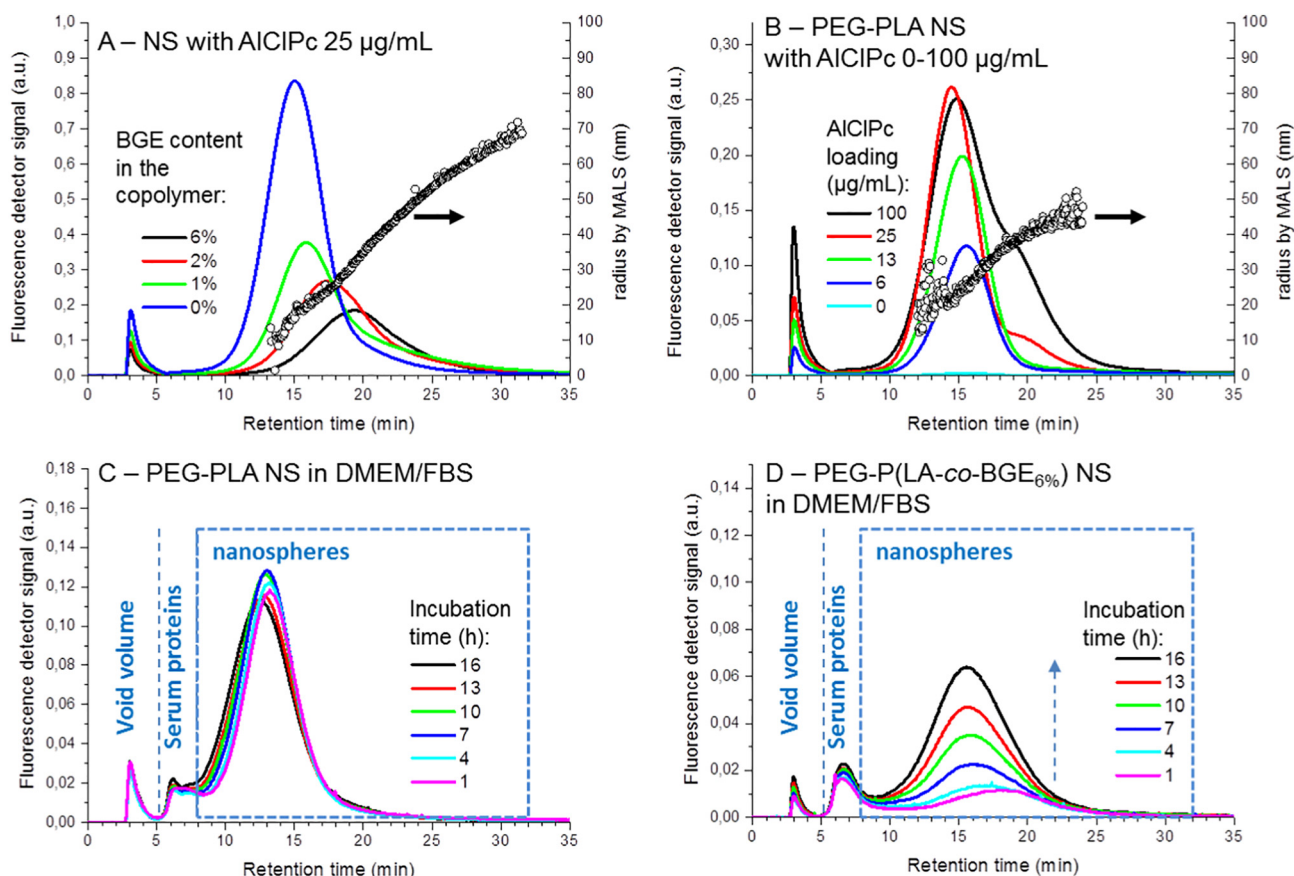 A – NS with AlClPc 25 µg/mL
Fluorescence detector signal (a.u.)
1,0
0,9
0,8
0,7
0,6
0,5
0,4
0,3
0,2
0,1
0,0
BGE content
in the
copolymer:
6%
2%
1%
0%
100
90
80
70
60
50
40
30
20
10
0
radius by MALS (nm)
0 5 10 15 20 25 30 35
Retention time (min)
B – PEG-PLA NS
with AlClPc 0-100 µg/mL
Fluorescence detector signal (a.u.)
0,30
0,25
0,20
0,15
0,10
0,05
0,00
AlClPc
loading
(µg/mL):
100
25
13
6
0
100
90
80
70
60
50
40
30
20
10
0
radius by MALS (nm)
0 5 10 15 20 25 30 35
Retention time (min)
C – PEG-PLA NS in DMEM/FBS
Fluorescence detector signal (a.u.)
0,18
0,16
0,14
0,12
0,10
0,08
0,06
0,04
0,02
0,00
Void volume
Serum proteins
nanospheres
Incubation
time (h):
16
13
10
7
4
1
0 5 10 15 20 25 30 35
Retention time (min)
D – PEG-P(LA-co-BGE6%) NS
in DMEM/FBS
Fluorescence detector signal (a.u.)
0,14
0,12
0,10
0,08
0,06
0,04
0,02
0,00
Void volume
Serum proteins
nanospheres
Incubation
time (h):
16
13
10
7
4
1
0 5 10 15 20 25 30 35
Retention time (min)